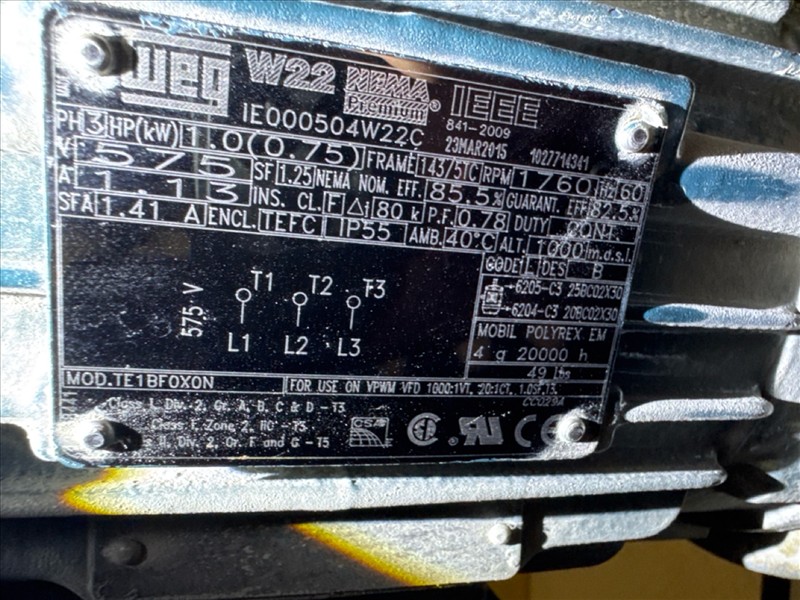 WEG W22 NEMA Premium® IEEE
IE000504W22C 841-2009
23MAR2015 1027714341
PH 3 HP(kW) 1.0(0.75) FRAME 143/5TC RPM 1760 Hz 60
V 575 SF 1.25 NEMA NOM. EFF. 85.5% GUARANT. EFF. 82.5%
A 1.13 INS. CL. F Δt 80 k P.F. 0.78 DUTY CONT.
SFA 1.41 A ENCL. TEFC IP55 AMB. 40°C ALT. 1000 m.a.s.l.
CODE L DES B
6205-C3 25BC02X30
6204-C3 20BC02X30
MOBIL POLYREX EM
4 g 20000 h
49 lbs
575 V
T1 T2 T3
L1 L2 L3
MOD.TE1BF0X0N
FOR USE ON VPWM VFD 1000:1VT, 20:1CT, 1.0SF,T3.
CC029A
Class I, Div. 2, Gr. A, B, C & D - T3
Class I, Zone 2, IIC - T3
Class II, Div. 2, Gr. F and G - T5
CSA CE